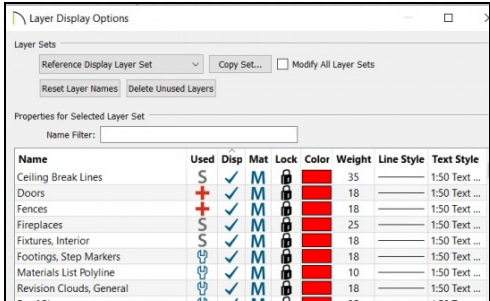 Layer Display Options
Layer Sets
Reference Display Layer Set Copy Set... Modify All Layer Sets
Reset Layer Names Delete Unused Layers
Properties for Selected Layer Set
Name Filter:
Name Used Disp Mat Lock Color Weight Line Style Text Style
Ceiling Break Lines S M 35 1:50 Text ...
Doors M 18 1:50 Text ...
Fences M 18 1:50 Text ...
Fireplaces S M 25 1:50 Text ...
Fixtures, Interior S M 18 1:50 Text ...
Footings, Step Markers M 18 1:50 Text ...
Materials List Polyline M 10 1:50 Text ...
Revision Clouds, General M 18 1:50 Text ...